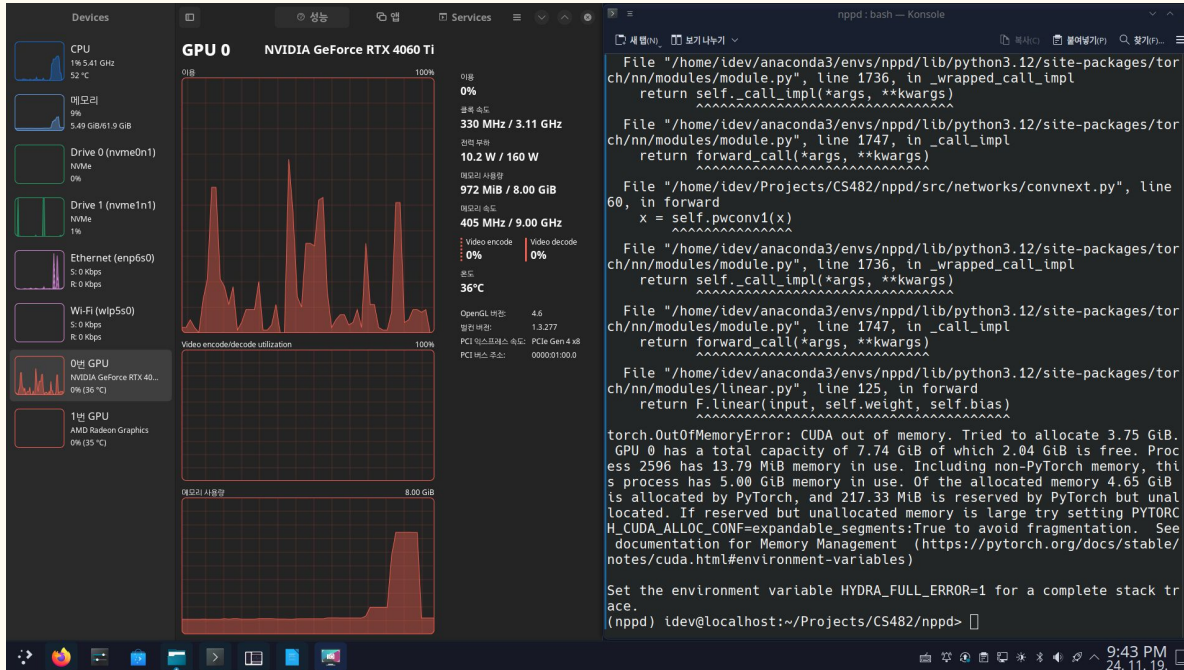 Devices
CPU
1% 5.41 GHz
52 °C
메모리
9%
5.49 GiB/61.9 GiB
Drive 0 (nvme0n1)
NVMe
0%
Drive 1 (nvme1n1)
NVMe
1%
Ethernet (enp6s0)
S: 0 Kbps
R: 0 Kbps
Wi-Fi (wlp5s0)
S: 0 Kbps
R: 0 Kbps
0번 GPU
NVIDIA GeForce RTX 40...
0% (36 °C)
1번 GPU
AMD Radeon Graphics
0% (35 °C)
성능
앱
Services
GPU 0 NVIDIA GeForce RTX 4060 Ti
이용 100%
Video encode/decode utilization 100%
메모리 사용량 8.00 GiB
이용
0%
클록 속도
330 MHz / 3.11 GHz
전력 부하
10.2 W / 160 W
메모리 사용량
972 MiB / 8.00 GiB
메모리 속도
405 MHz / 9.00 GHz
Video encode Video decode
0% 0%
온도
36°C
OpenGL 버전: 4.6
벌컨 버전: 1.3.277
PCI 익스프레스 속도: PCIe Gen 4 x8
PCI 버스 주소: 0000:01:00.0
nppd : bash — Konsole
새 탭(N) 보기 나누기 복사(C) 붙여넣기(P) 찾기(F)...
File "/home/idev/anaconda3/envs/nppd/lib/python3.12/site-packages/tor
ch/nn/modules/module.py", line 1736, in _wrapped_call_impl
return self._call_impl(*args, **kwargs)
^^^^^^^^^^^^^^^^^^^^^^^^^^^^^^^^
File "/home/idev/anaconda3/envs/nppd/lib/python3.12/site-packages/tor
ch/nn/modules/module.py", line 1747, in _call_impl
return forward_call(*args, **kwargs)
^^^^^^^^^^^^^^^^^^^^^^^^^^^^^
File "/home/idev/Projects/CS482/nppd/src/networks/convnext.py", line
60, in forward
x = self.pwconv1(x)
^^^^^^^^^^^^^^^
File "/home/idev/anaconda3/envs/nppd/lib/python3.12/site-packages/tor
ch/nn/modules/module.py", line 1736, in _wrapped_call_impl
return self._call_impl(*args, **kwargs)
^^^^^^^^^^^^^^^^^^^^^^^^^^^^^^^^
File "/home/idev/anaconda3/envs/nppd/lib/python3.12/site-packages/tor
ch/nn/modules/module.py", line 1747, in _call_impl
return forward_call(*args, **kwargs)
^^^^^^^^^^^^^^^^^^^^^^^^^^^^^
File "/home/idev/anaconda3/envs/nppd/lib/python3.12/site-packages/tor
ch/nn/modules/linear.py", line 125, in forward
return F.linear(input, self.weight, self.bias)
^^^^^^^^^^^^^^^^^^^^^^^^^^^^^^^^^^^^^^^
torch.OutOfMemoryError: CUDA out of memory. Tried to allocate 3.75 GiB.
GPU 0 has a total capacity of 7.74 GiB of which 2.04 GiB is free. Proc
ess 2596 has 13.79 MiB memory in use. Including non-PyTorch memory, thi
s process has 5.00 GiB memory in use. Of the allocated memory 4.65 GiB
is allocated by PyTorch, and 217.33 MiB is reserved by PyTorch but unal
located. If reserved but unallocated memory is large try setting PYTORC
H_CUDA_ALLOC_CONF=expandable_segments:True to avoid fragmentation.  See
documentation for Memory Management  (https://pytorch.org/docs/stable/
notes/cuda.html#environment-variables)
Set the environment variable HYDRA_FULL_ERROR=1 for a complete stack tr
ace.
(nppd) idev@localhost:~/Projects/CS482/nppd>
9:43 PM
24. 11. 19.